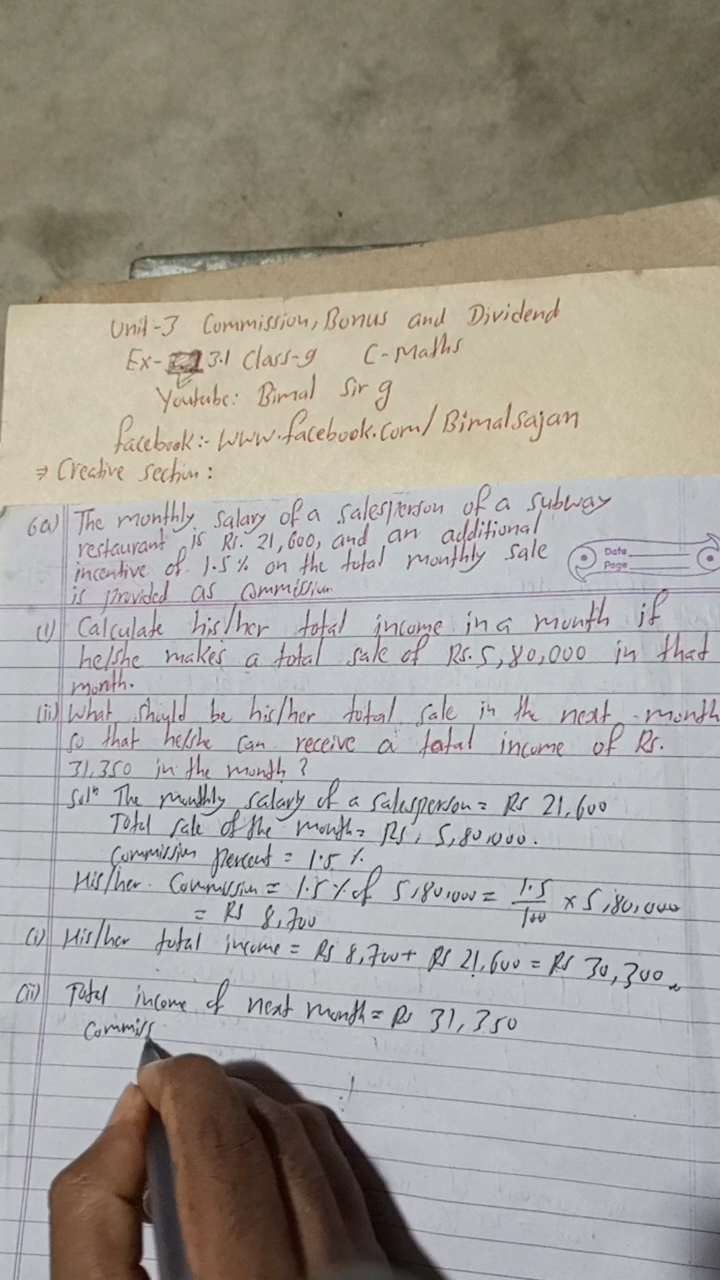 Unit-3 Commission, Bonus and Dividend
Ex- 3.1 Class-9 C-Maths
Youtube: Bimal Sir g
facebook:- www.facebook.com/Bimalsajan
⇒ Creative section:
6a) The monthly salary of a salesperson of a subway
restaurant is Rs. 21,600, and an additional
incentive of 1.5% on the total monthly sale
is provided as commission
Date
Page
(i) Calculate his/her total income in a month if
he/she makes a total sale of Rs. 5,80,000 in that
month.
(ii) What should be his/her total sale in the next month
so that he/she can receive a total income of Rs.
31,350 in the month?
Solⁿ The monthly salary of a salesperson = Rs 21,600
Total sale of the month = Rs, 5,80,000.
Commission percent = 1.5 %
His/her Commission = 1.5% of 5,80,000 = 1.5/100 x 5,80,000
= Rs 8,700
(i) His/her total income = Rs 8,700 + Rs 21,600 = Rs 30,300
(ii) Total income of next month = Rs 31,350
Commiss